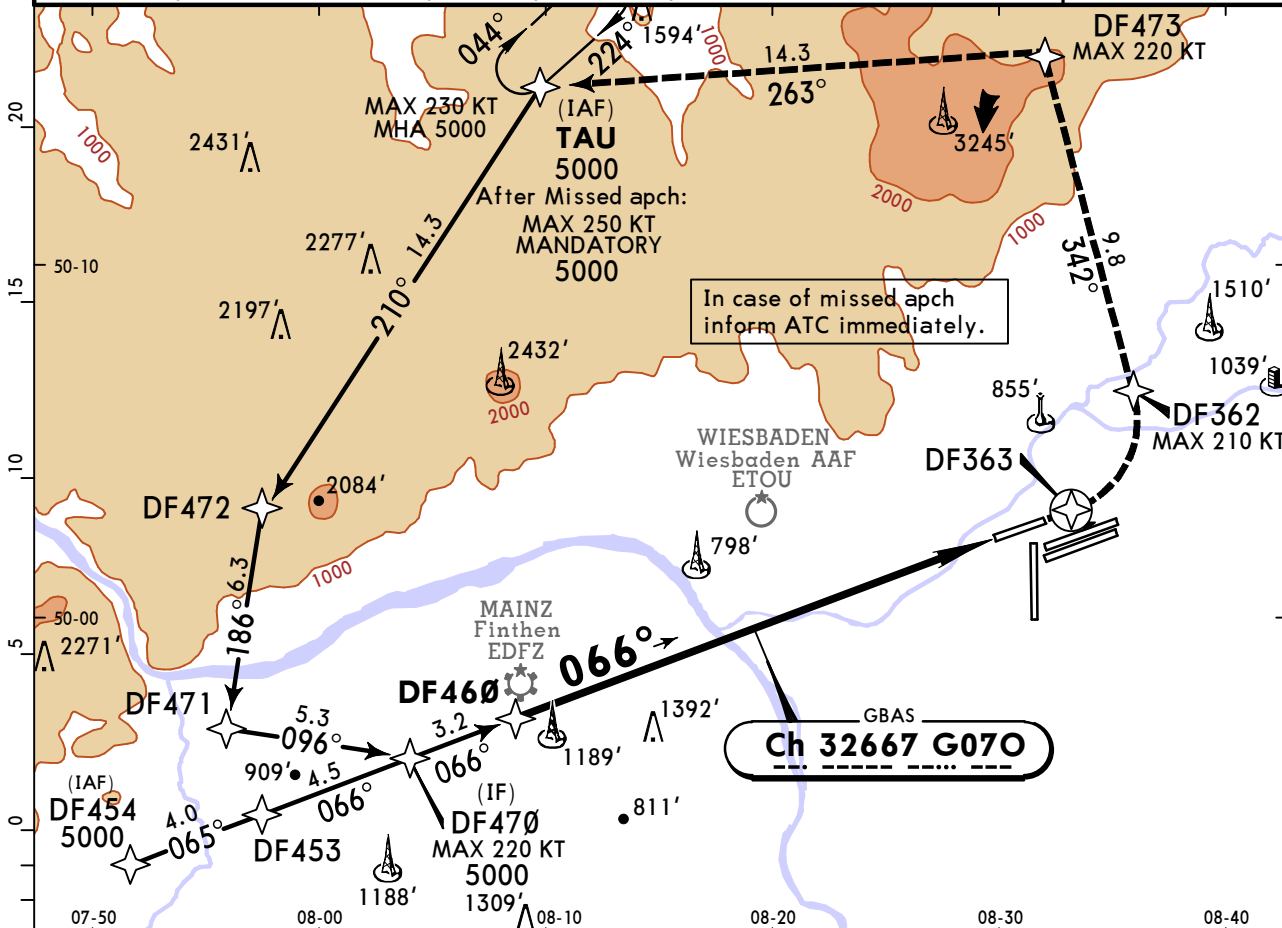 DF473
MAX 220 KT
1594'
1000
044°
224°
14.3
263°
MAX 230 KT
MHA 5000
(IAF)
TAU
5000
After Missed apch:
MAX 250 KT
MANDATORY
5000
20
2431'
1000
3245'
2000
1000
2277'
14.3
210°
9.8
342°
50-10
15
2197'
In case of missed apch
inform ATC immediately.
1510'
2432'
2000
855'
1039'
DF362
MAX 210 KT
WIESBADEN
Wiesbaden AAF
ETOU
DF363
10
DF472
2084'
798'
1000
6.3
186°
MAINZ
Finthen
EDFZ
50-00
5
2271'
066°
DF460
DF471
5.3
096°
3.2
066°
1392'
1189'
GBAS
Ch 32667 G07O
909'
4.5
066°
(IAF)
DF454
5000
4.0
065°
DF453
(IF)
DF470
MAX 220 KT
5000
811'
0
1188'
1309'
07-50
08-00
08-10
08-20
08-30
08-40